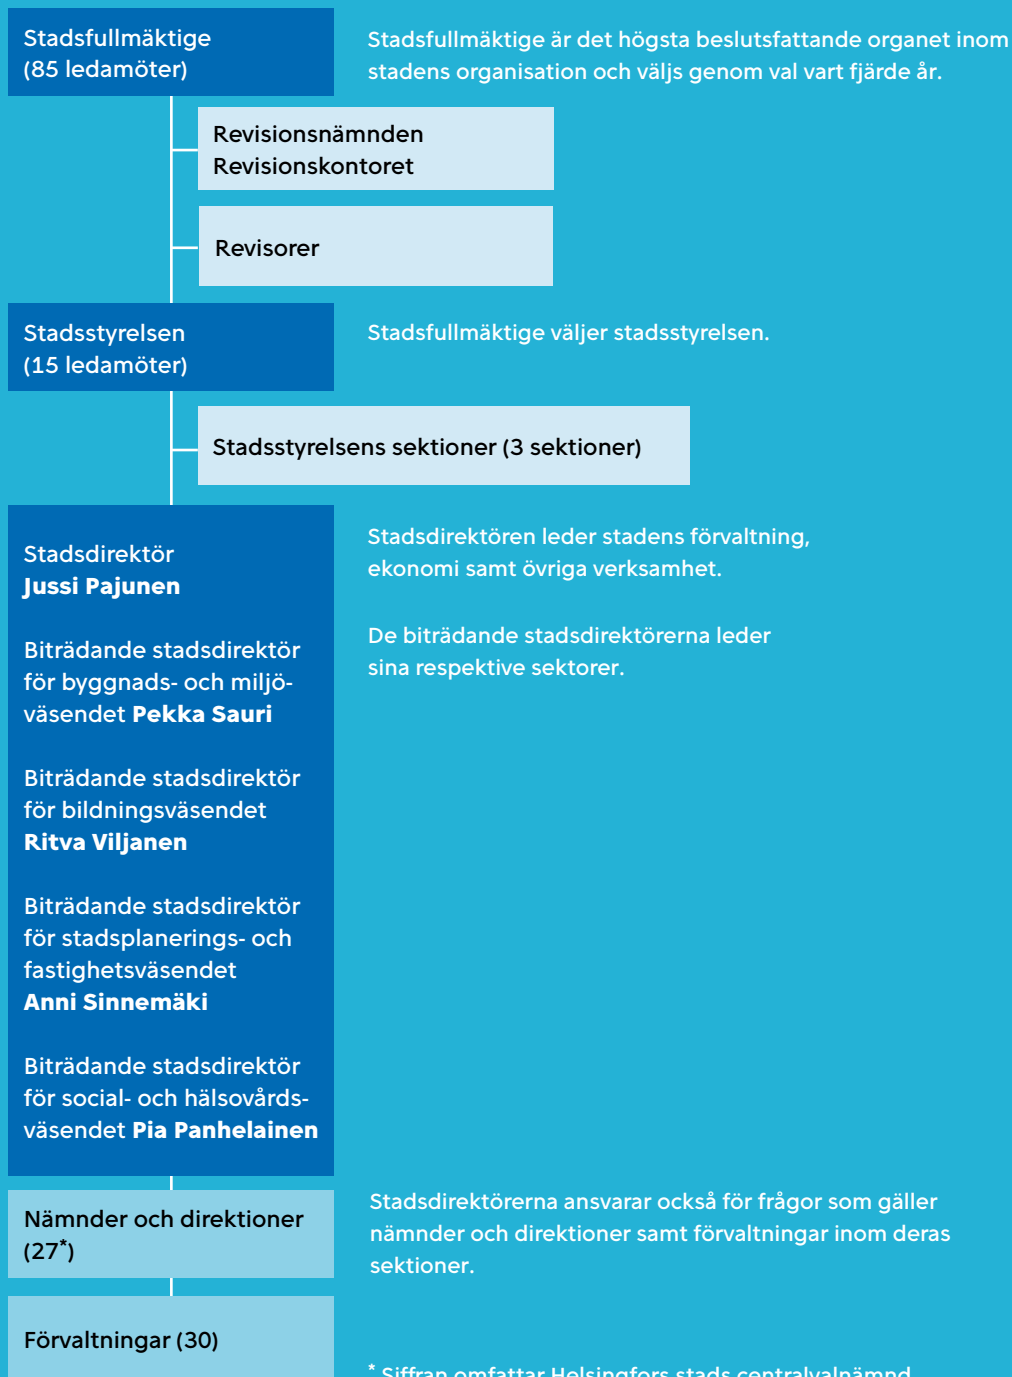 Stadsfullmäktige
(85 ledamöter)
Stadsfullmäktige är det högsta beslutsfattande organet inom
stadens organisation och väljs genom val vart fjärde år.
Revisionsnämnden
Revisionskontoret
Revisorer
Stadsstyrelsen
(15 ledamöter)
Stadsfullmäktige väljer stadsstyrelsen.
Stadsstyrelsens sektioner (3 sektioner)
Stadsdirektör
Jussi Pajunen
Biträdande stadsdirektör
för byggnads- och miljö-
väsendet Pekka Sauri
Biträdande stadsdirektör
för bildningsväsendet
Ritva Viljanen
Biträdande stadsdirektör
för stadsplanerings- och
fastighetsväsendet
Anni Sinnemäki
Biträdande stadsdirektör
för social- och hälsovårds-
väsendet Pia Panhelainen
Stadsdirektören leder stadens förvaltning,
ekonomi samt övriga verksamhet.
De biträdande stadsdirektörerna leder
sina respektive sektorer.
Nämnder och direktioner
(27*)
Stadsdirektörerna ansvarar också för frågor som gäller
nämnder och direktioner samt förvaltningar inom deras
sektioner.
Förvaltningar (30)
* Siffran omfattar Helsingfors stads centralvalnämnd